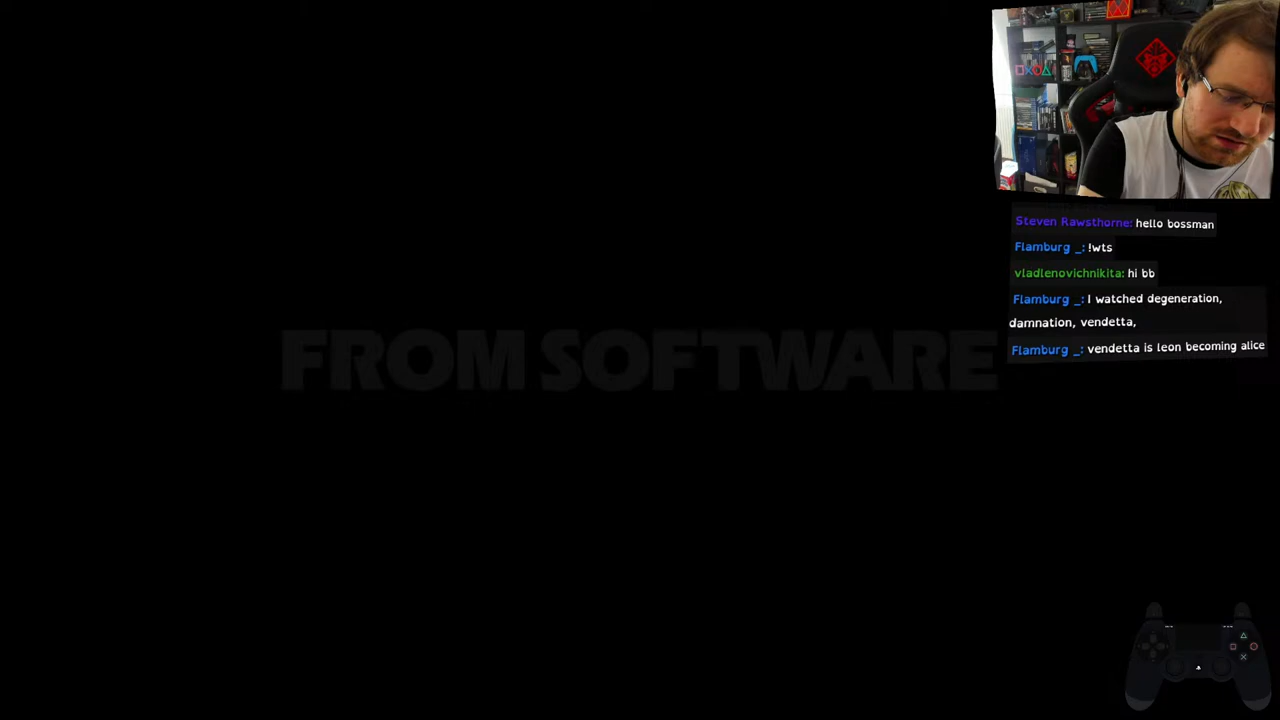 FROM SOFTWARE
Steven Rawsthorne: hello bossman
Flamburg _: !wts
vladlenovichnikita: hi bb
Flamburg _: I watched degeneration,
damnation, vendetta,
Flamburg _: vendetta is leon becoming alice